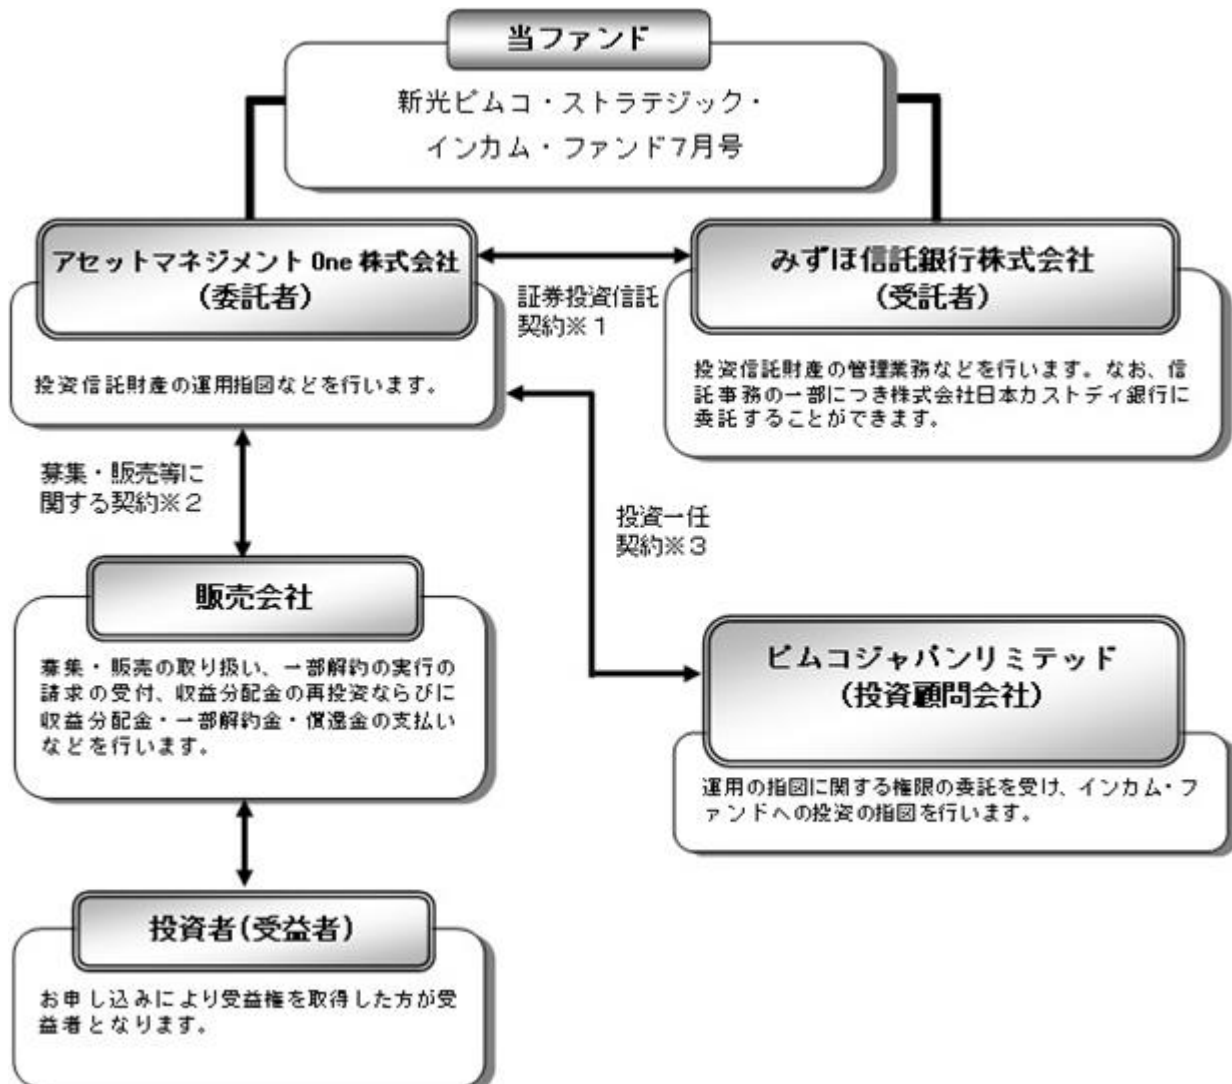 当ファンド
新光ピムコ・ストラテジック・
インカム・ファンド7月号
アセットマネジメント One 株式会社
(委託者)
投資信託財産の運用指図などを行います。
証券投資信託
契約※1
みずほ信託銀行株式会社
(受託者)
投資信託財産の管理業務などを行います。なお、信
託事務の一部につき株式会社日本カストディ銀行に
委託することができます。
募集・販売等に
関する契約※2
投資一任
契約※3
販売会社
募集・販売の取り扱い、一部解約の実行の
請求の受付、収益分配金の再投資ならびに
収益分配金・一部解約金・償還金の支払い
などを行います。
ピムコジャパンリミテッド
(投資顧問会社)
運用の指図に関する権限の委託を受け、インカム・フ
ァンドへの投資の指図を行います。
投資者(受益者)
お申し込みにより受益権を取得した方が受
益者となります。